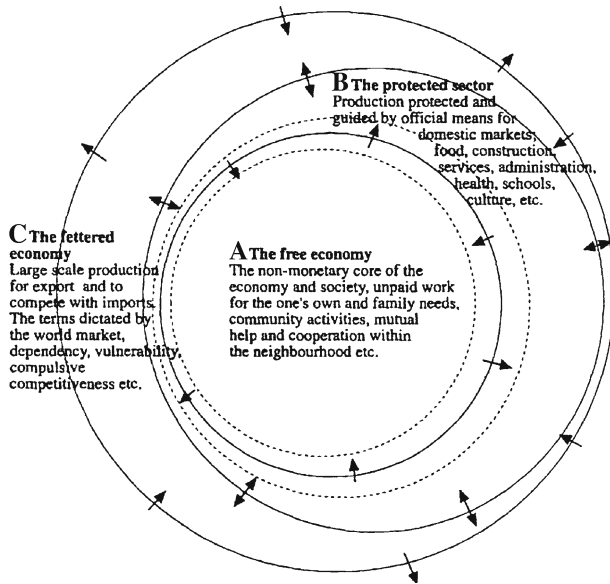 B The protected sector
Production protected and
guided by official means for
domestic markets;
food, construction,
services, administration,
health, schools,
culture, etc.
C The fettered
economy
Large scale production
for export and to
compete with imports.
The terms dictated by
the world market,
dependency, vulnerability,
compulsive
competitiveness etc.
A The free economy
The non-monetary core of the
economy and society, unpaid work
for the one's own and family needs,
community activities, mutual
help and cooperation within
the neighbourhood etc.